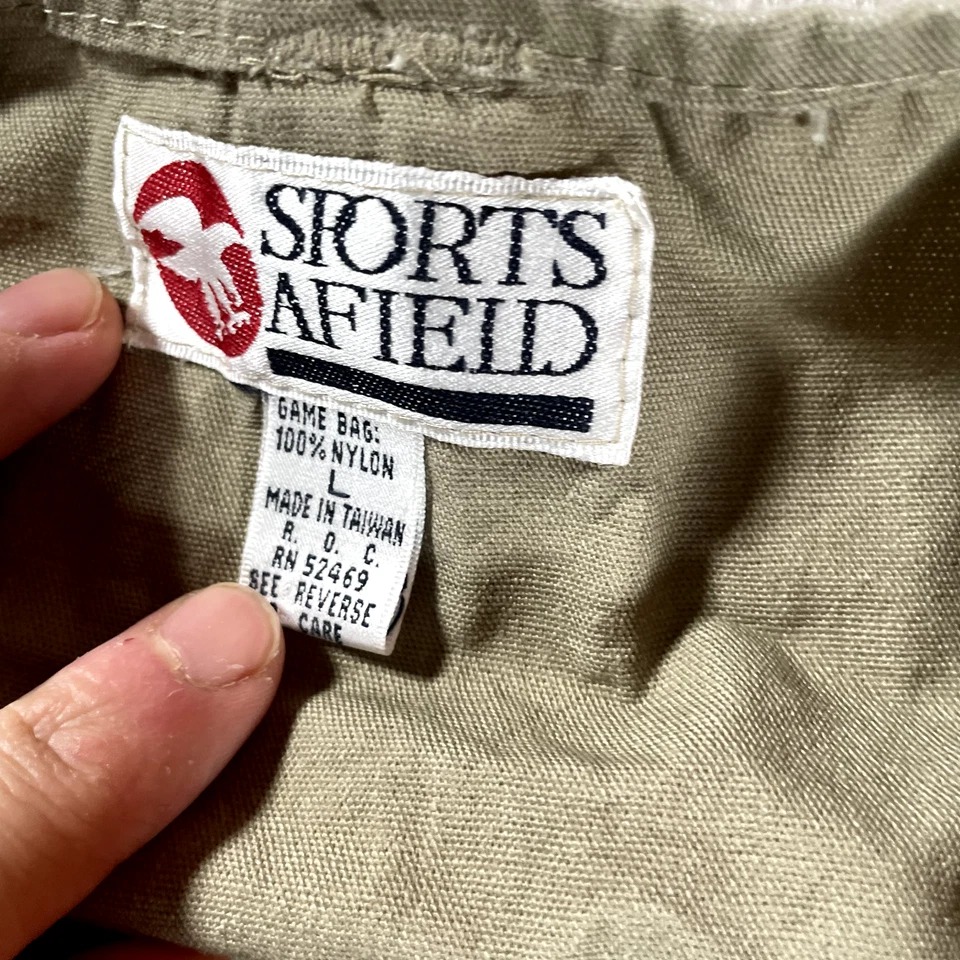 SPORTS
AFIELD
GAME BAG:
100% NYLON
L
MADE IN TAIWAN
R. O. C.
RN 52469
SEE REVERSE
CARE